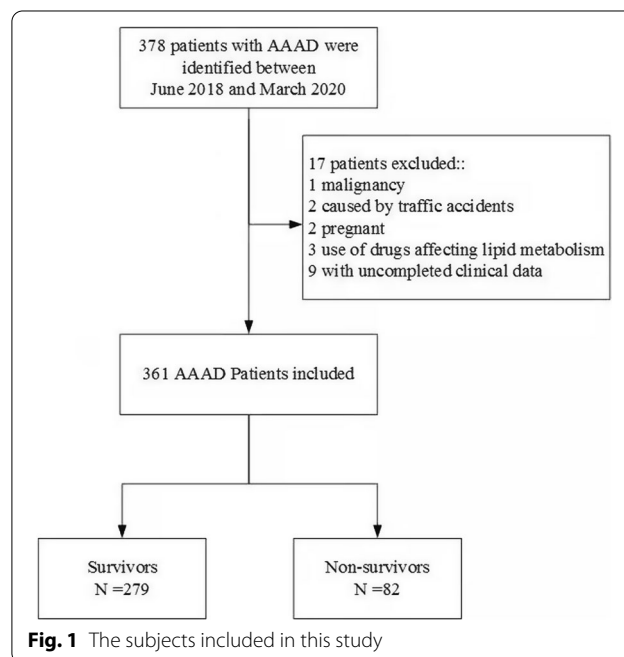 378 patients with AAAD were
identified between
June 2018 and March 2020
17 patients excluded::
1 malignancy
2 caused by traffic accidents
2 pregnant
3 use of drugs affecting lipid metabolism
9 with uncompleted clinical data
361 AAAD Patients included
Survivors
N =279
Non-survivors
N =82
Fig. 1 The subjects included in this study